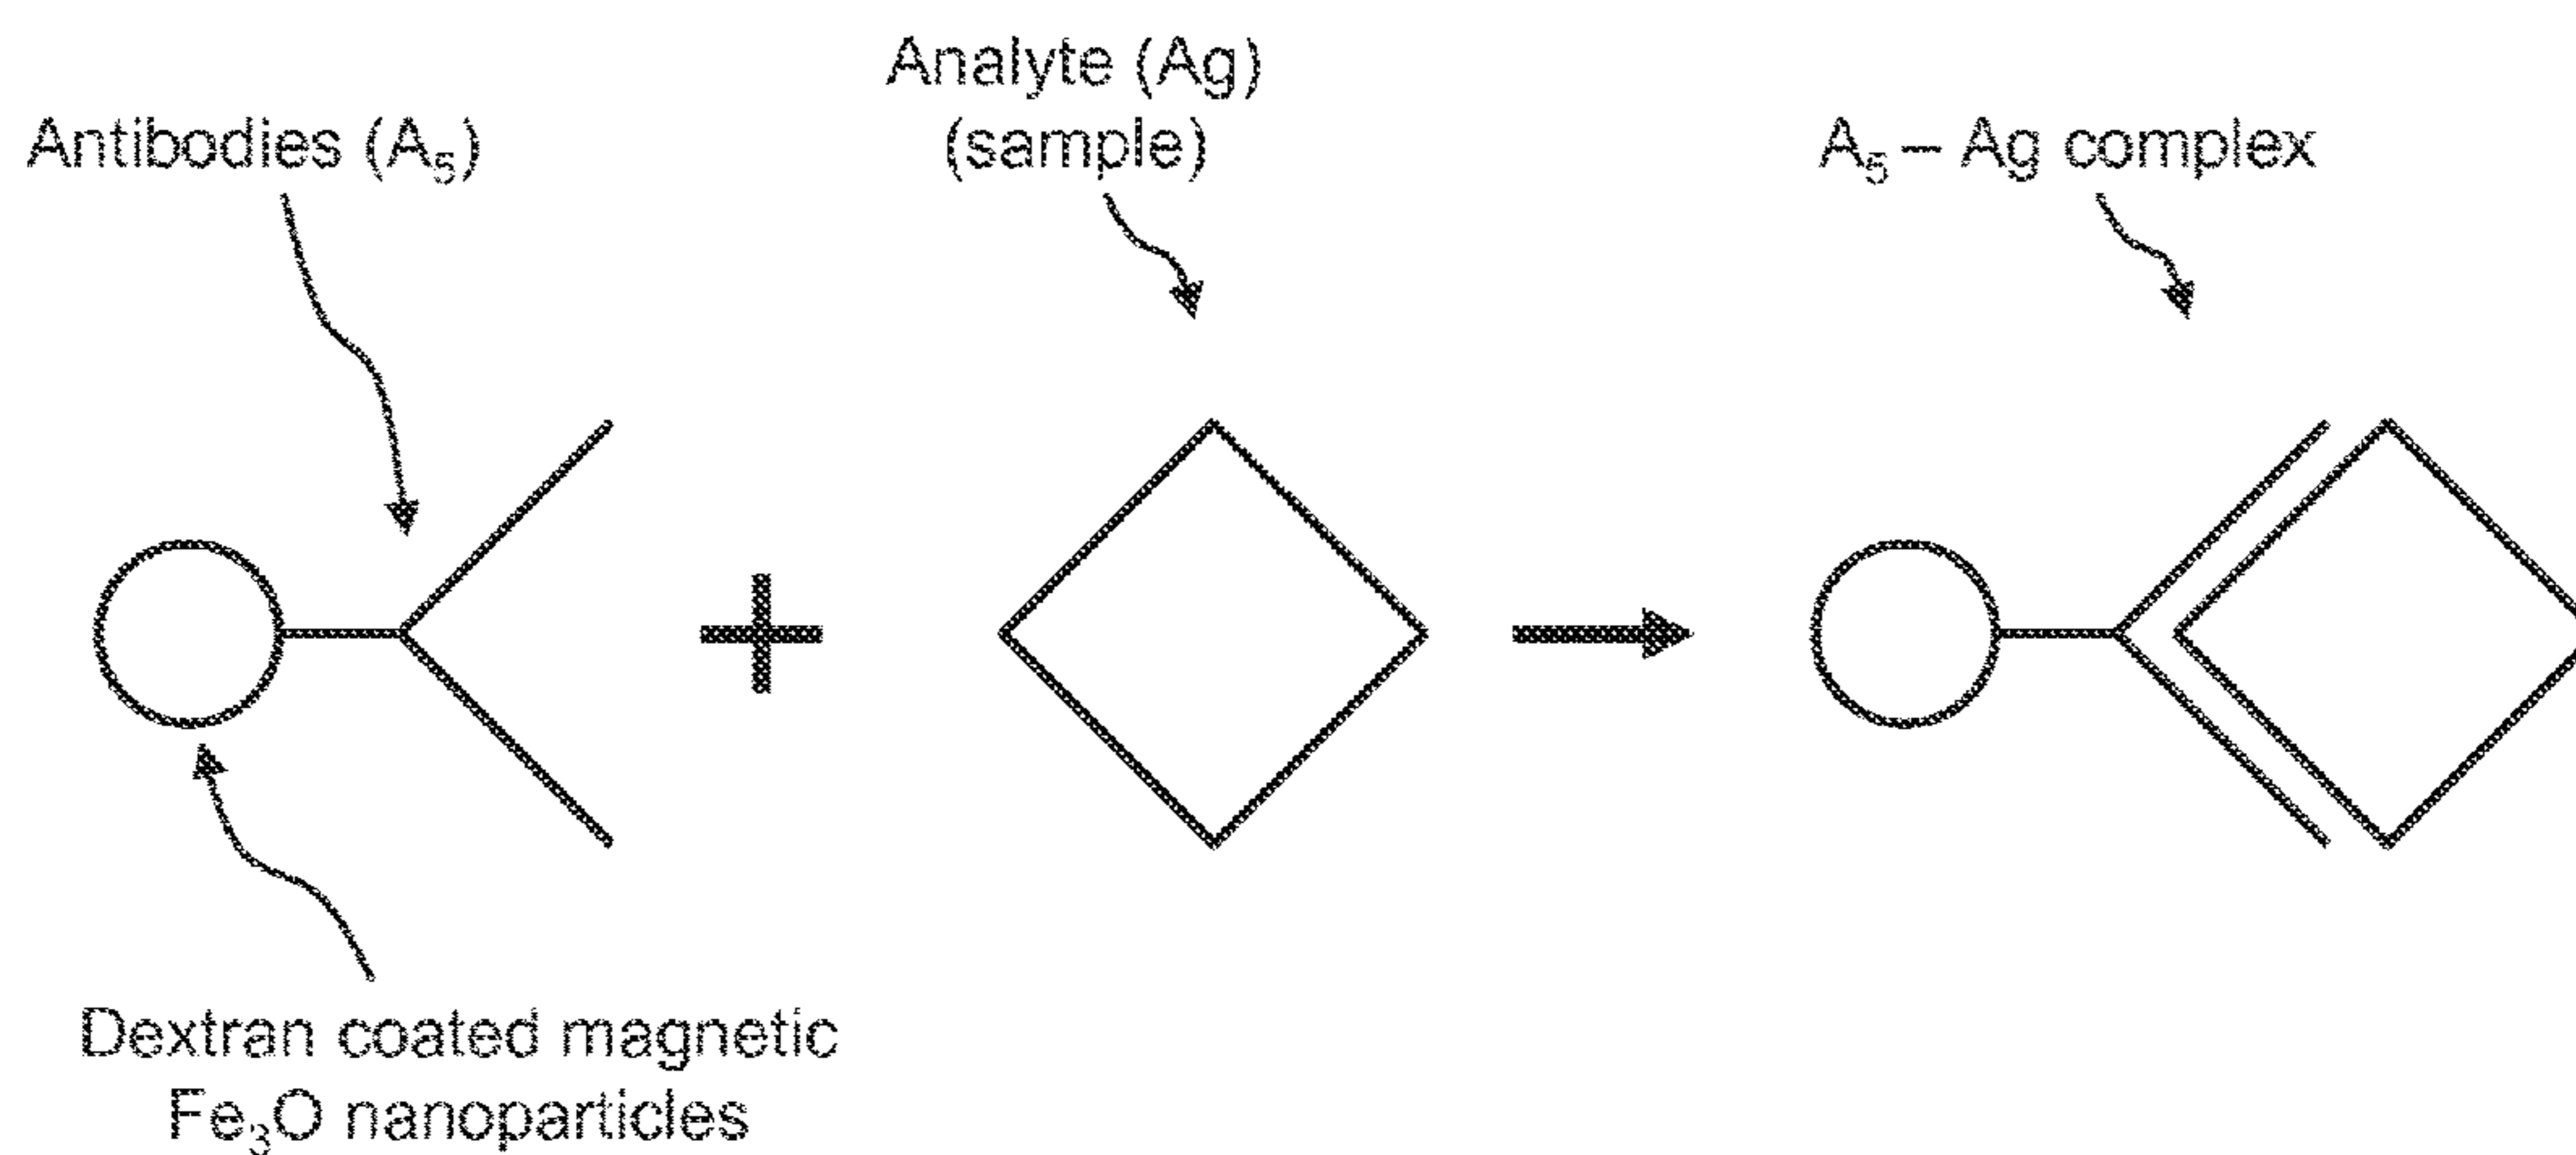 Antibodies (A₅)
Analyte (Ag)
(sample)
A₅ – Ag complex
Dextran coated magnetic
Fe₃O nanoparticles